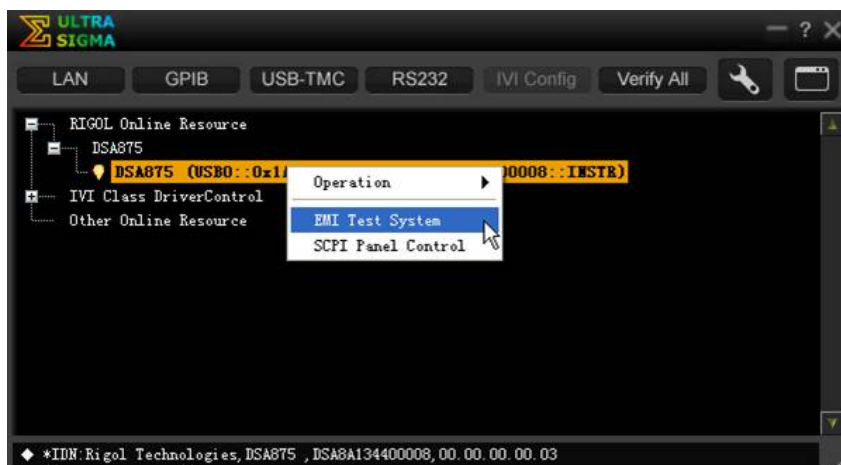 ULTRA
SIGMA
LAN GPIB USB-TMC RS232 IVI Config Verify All
RIGOL Online Resource
DSA875
DSA875 (USB0::0x1 00008::INSTR)
Operation
IVI Class DriverControl
EMI Test System
Other Online Resource
SCPI Panel Control
*IDN:Rigol Technologies,DSA875 ,DSA8A134400008,00.00.00.00.03